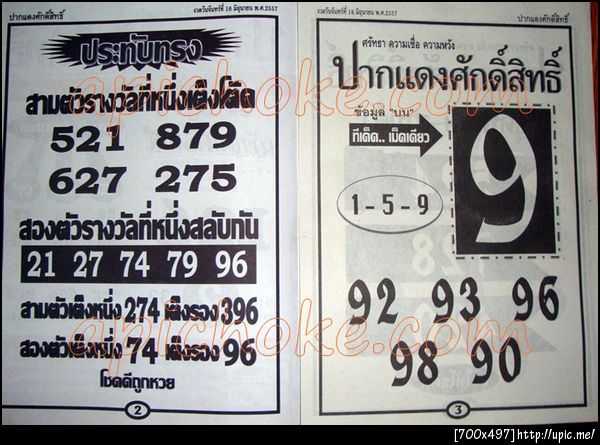 งวดวันจันทร์ที่ 16 มิถุนายน พ.ศ.2557
ปากแดงศักดิ์สิทธิ์
ประทับทรง
สามตัวรางวัลที่หนึ่งเต็งโต๊ด
521 879
627 275
สองตัวรางวัลที่หนึ่งสลับกัน
21 27 74 79 96
สามตัวเต็งหนึ่ง 274 เต็งรอง 396
สองตัวเต็งหนึ่ง 74 เต็งรอง 96
โชคดีถูกหวย
2
งวดวันจันทร์ที่ 16 มิถุนายน พ.ศ.2557
ปากแดงศักดิ์สิทธิ์
ศรัทธา ความเชื่อ ความหวัง
ปากแดงศักดิ์สิทธิ์
ข้อมูล "บน"
ทีเด็ด.. เม็ดเดียว
9
1 - 5 - 9
92 93 96
98 90
3
apichoke.com
apichoke.com
[700x497]http://upic.me/